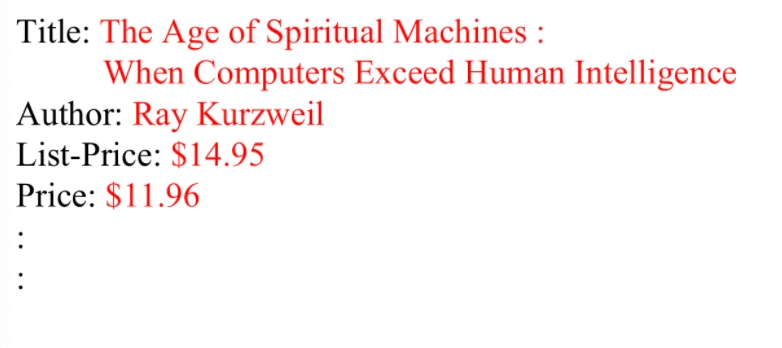 Title: The Age of Spiritual Machines :
When Computers Exceed Human Intelligence
Author: Ray Kurzweil
List-Price: $14.95
Price: $11.96
:
: